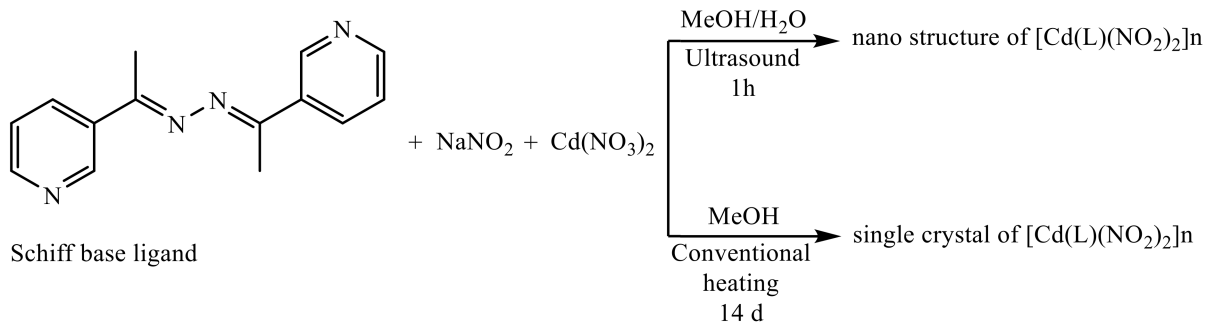 N
N
N
N
Schiff base ligand
+ NaNO₂ + Cd(NO₃)₂
MeOH/H₂O
Ultrasound
1h
nano structure of [Cd(L)(NO₂)₂]n
MeOH
Conventional
heating
14 d
single crystal of [Cd(L)(NO₂)₂]n